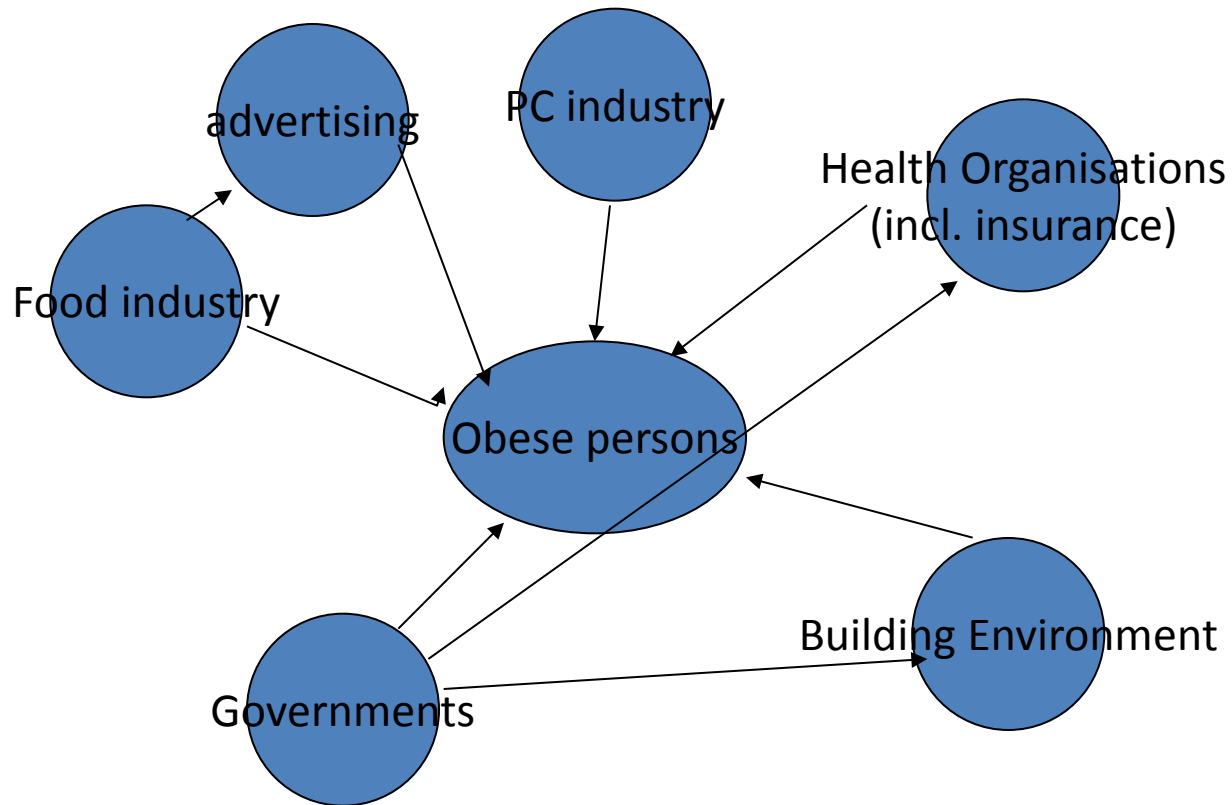 advertising
PC industry
Health Organisations
(incl. insurance)
Food industry
Obese persons
Building Environment
Governments